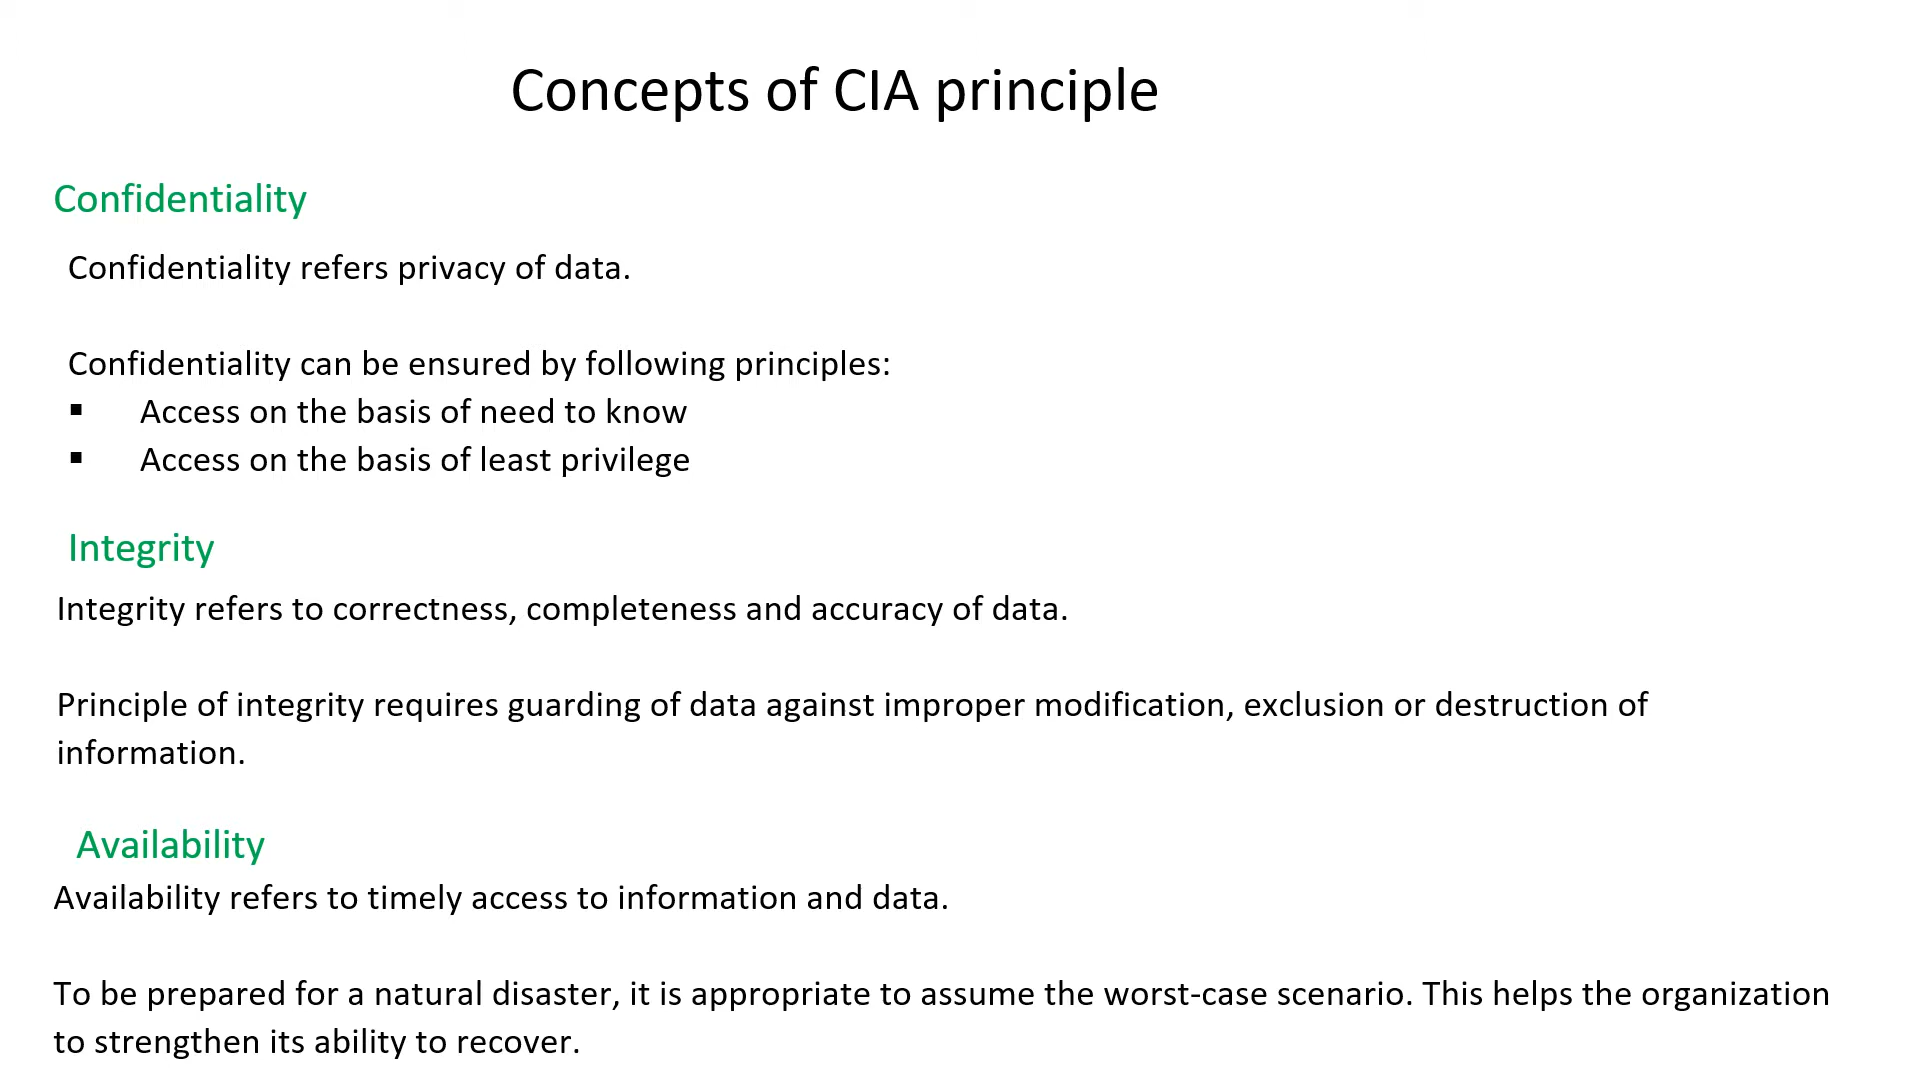 Concepts of CIA principle
Confidentiality
Confidentiality refers privacy of data.
Confidentiality can be ensured by following principles:
▪ Access on the basis of need to know
▪ Access on the basis of least privilege
Integrity
Integrity refers to correctness, completeness and accuracy of data.
Principle of integrity requires guarding of data against improper modification, exclusion or destruction of
information.
Availability
Availability refers to timely access to information and data.
To be prepared for a natural disaster, it is appropriate to assume the worst-case scenario. This helps the organization
to strengthen its ability to recover.